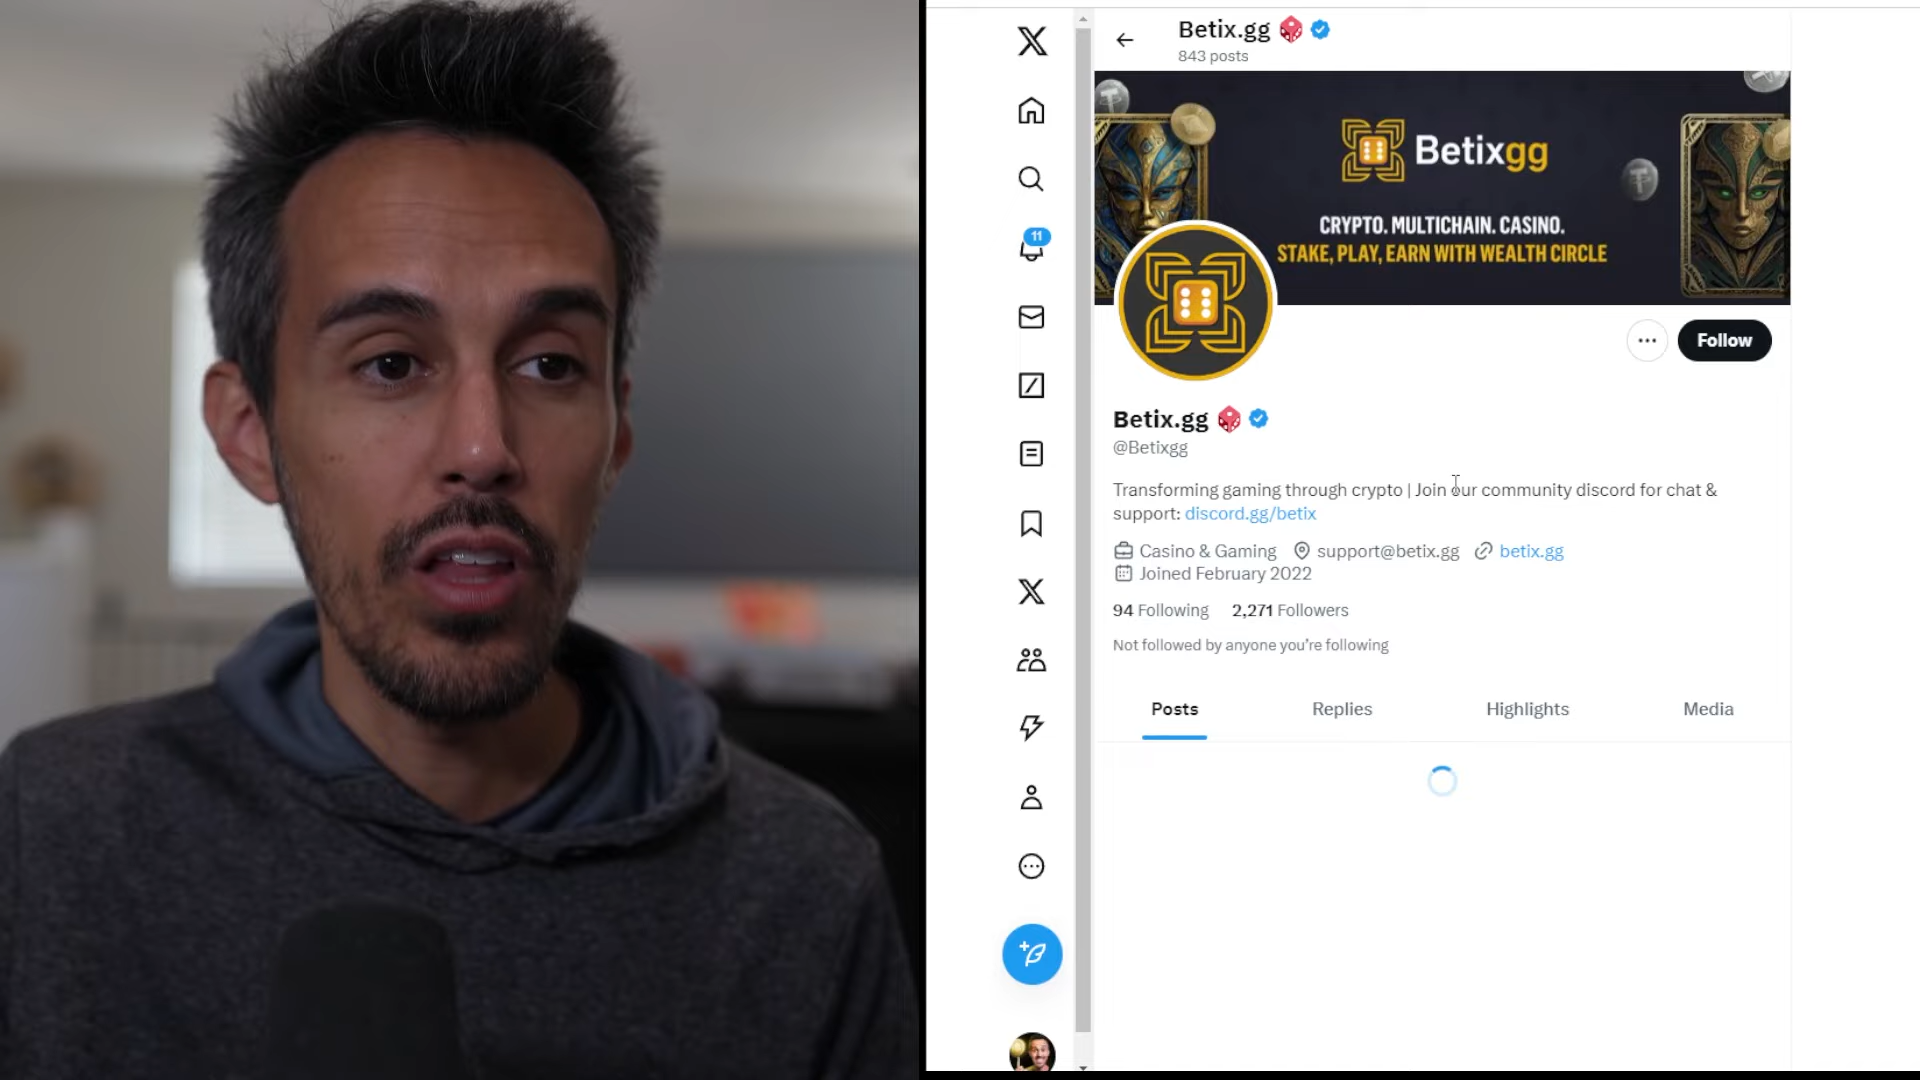 Betix.gg
843 posts
Betixgg
CRYPTO. MULTICHAIN. CASINO.
STAKE, PLAY, EARN WITH WEALTH CIRCLE
11
Follow
Betix.gg
@Betixgg
Transforming gaming through crypto | Join our community discord for chat &
support: discord.gg/betix
Casino & Gaming support@betix.gg betix.gg
Joined February 2022
94 Following 2,271 Followers
Not followed by anyone you're following
Posts Replies Highlights Media